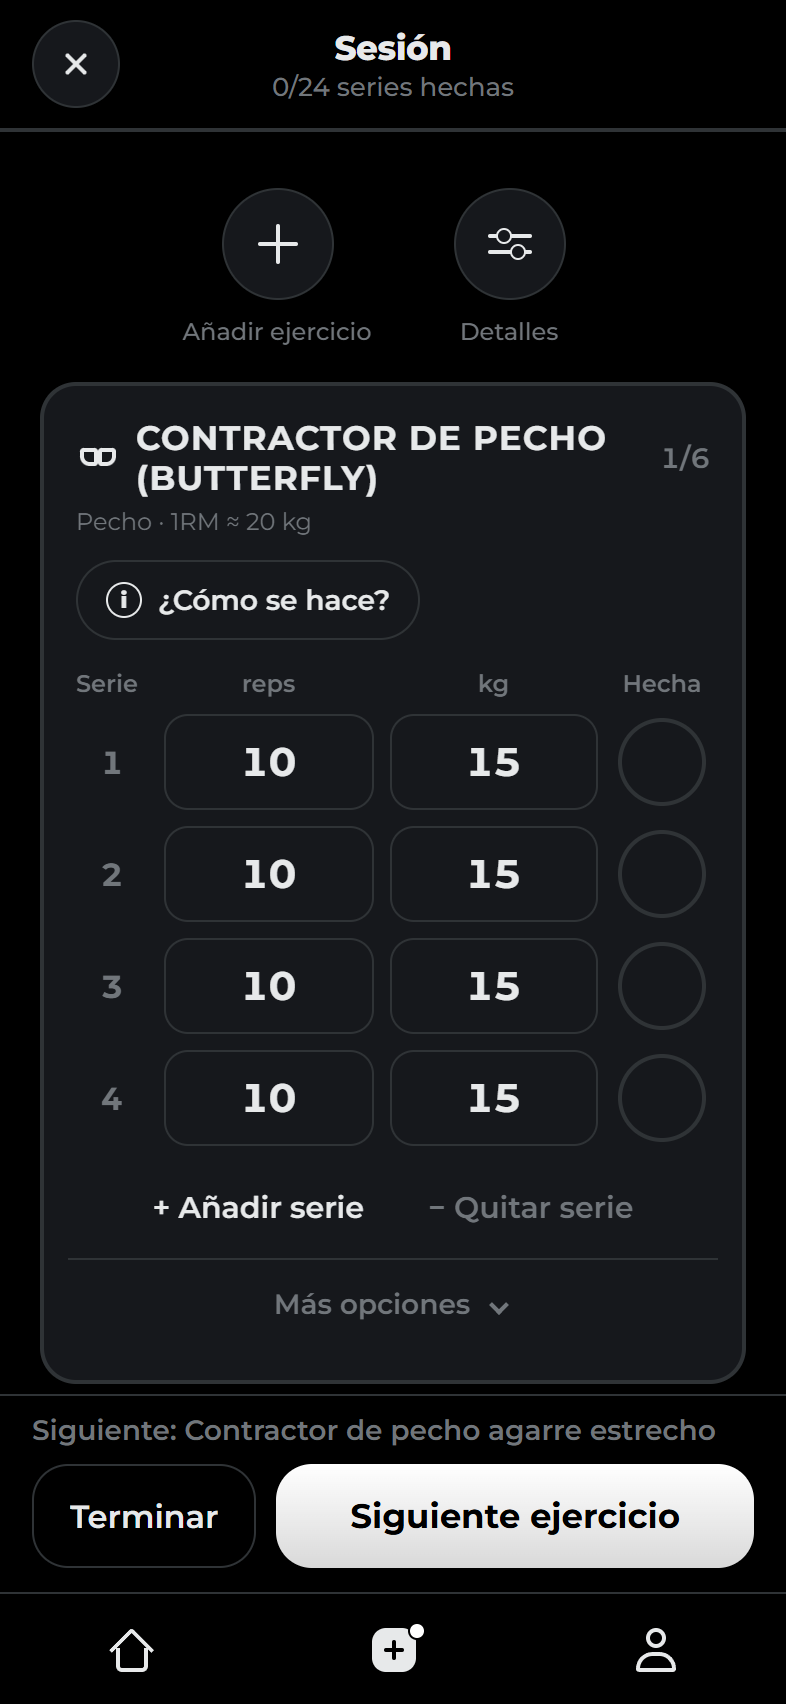 Sesión
0/24 series hechas
Añadir ejercicio
Detalles
CONTRACTOR DE PECHO
(BUTTERFLY)
1/6
Pecho · 1RM ≈ 20 kg
i ¿Cómo se hace?
Serie reps kg Hecha
1 10 15
2 10 15
3 10 15
4 10 15
+ Añadir serie − Quitar serie
Más opciones
Siguiente: Contractor de pecho agarre estrecho
Terminar
Siguiente ejercicio